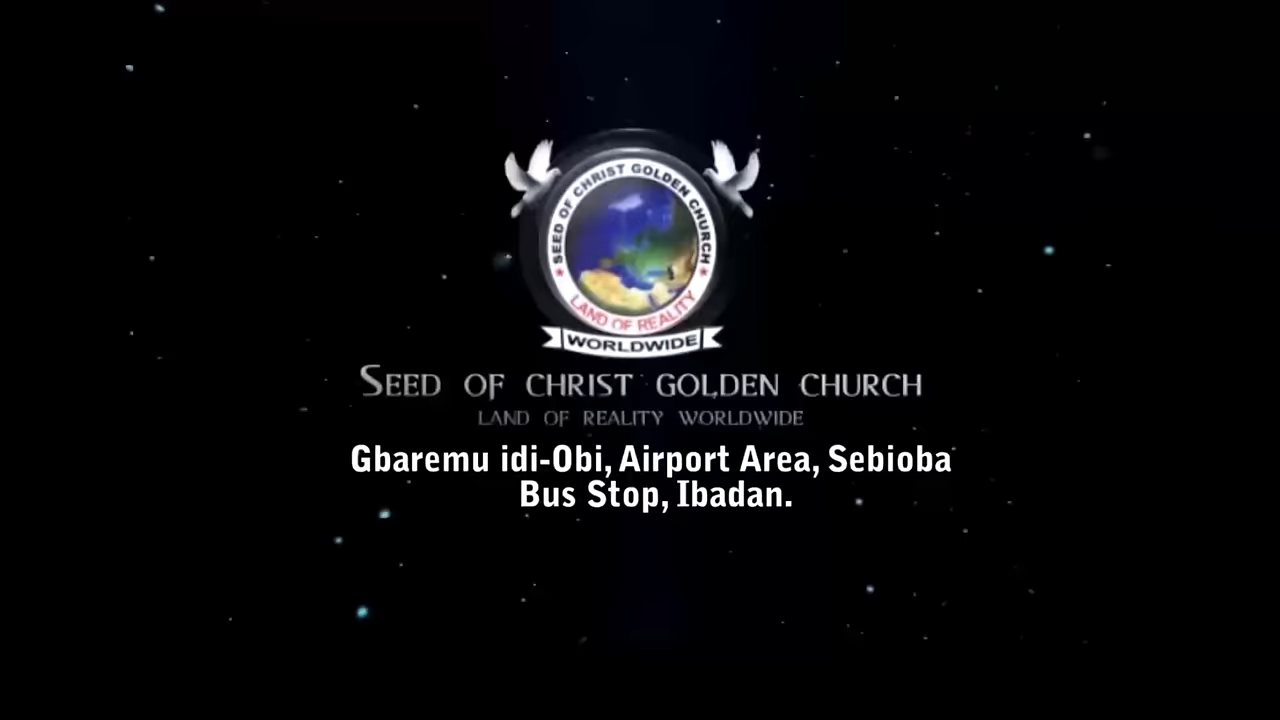 SEED OF CHRIST GOLDEN CHURCH
LAND OF REALITY
WORLDWIDE
SEED OF CHRIST GOLDEN CHURCH
LAND OF REALITY WORLDWIDE
Gbaremu idi-Obi, Airport Area, Sebioba
Bus Stop, Ibadan.